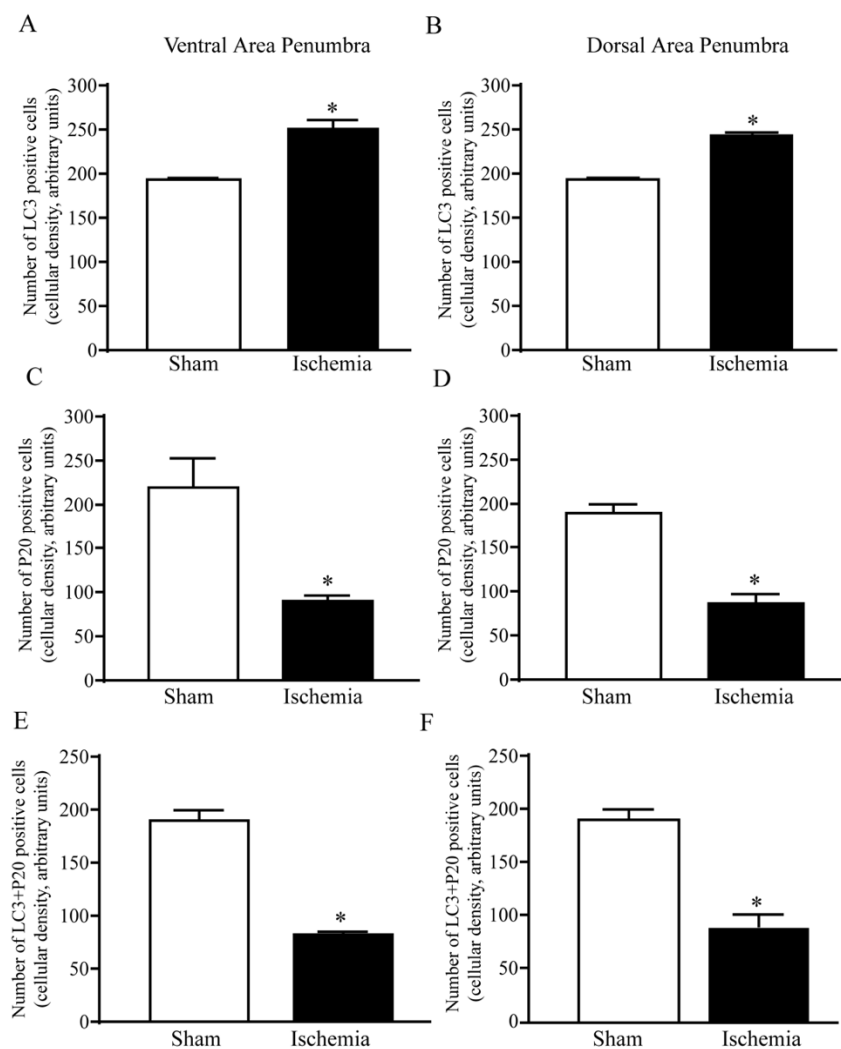 A
Ventral Area Penumbra
Number of LC3 positive cells
(cellular density, arbitrary units)
300
250
200
150
100
50
0
*
Sham
Ischemia
B
Dorsal Area Penumbra
Number of LC3 positive cells
(cellular density, arbitrary units)
300
250
200
150
100
50
0
*
Sham
Ischemia
C
Number of P20 positive cells
(cellular density, arbitrary units)
300
250
200
150
100
50
0
*
Sham
Ischemia
D
Number of P20 positive cells
(cellular density, arbitrary units)
300
250
200
150
100
50
0
*
Sham
Ischemia
E
Number of LC3+P20 positive cells
(cellular density, arbitrary units)
250
200
150
100
50
0
*
Sham
Ischemia
F
Number of LC3+P20 positive cells
(cellular density, arbitrary units)
250
200
150
100
50
0
*
Sham
Ischemia